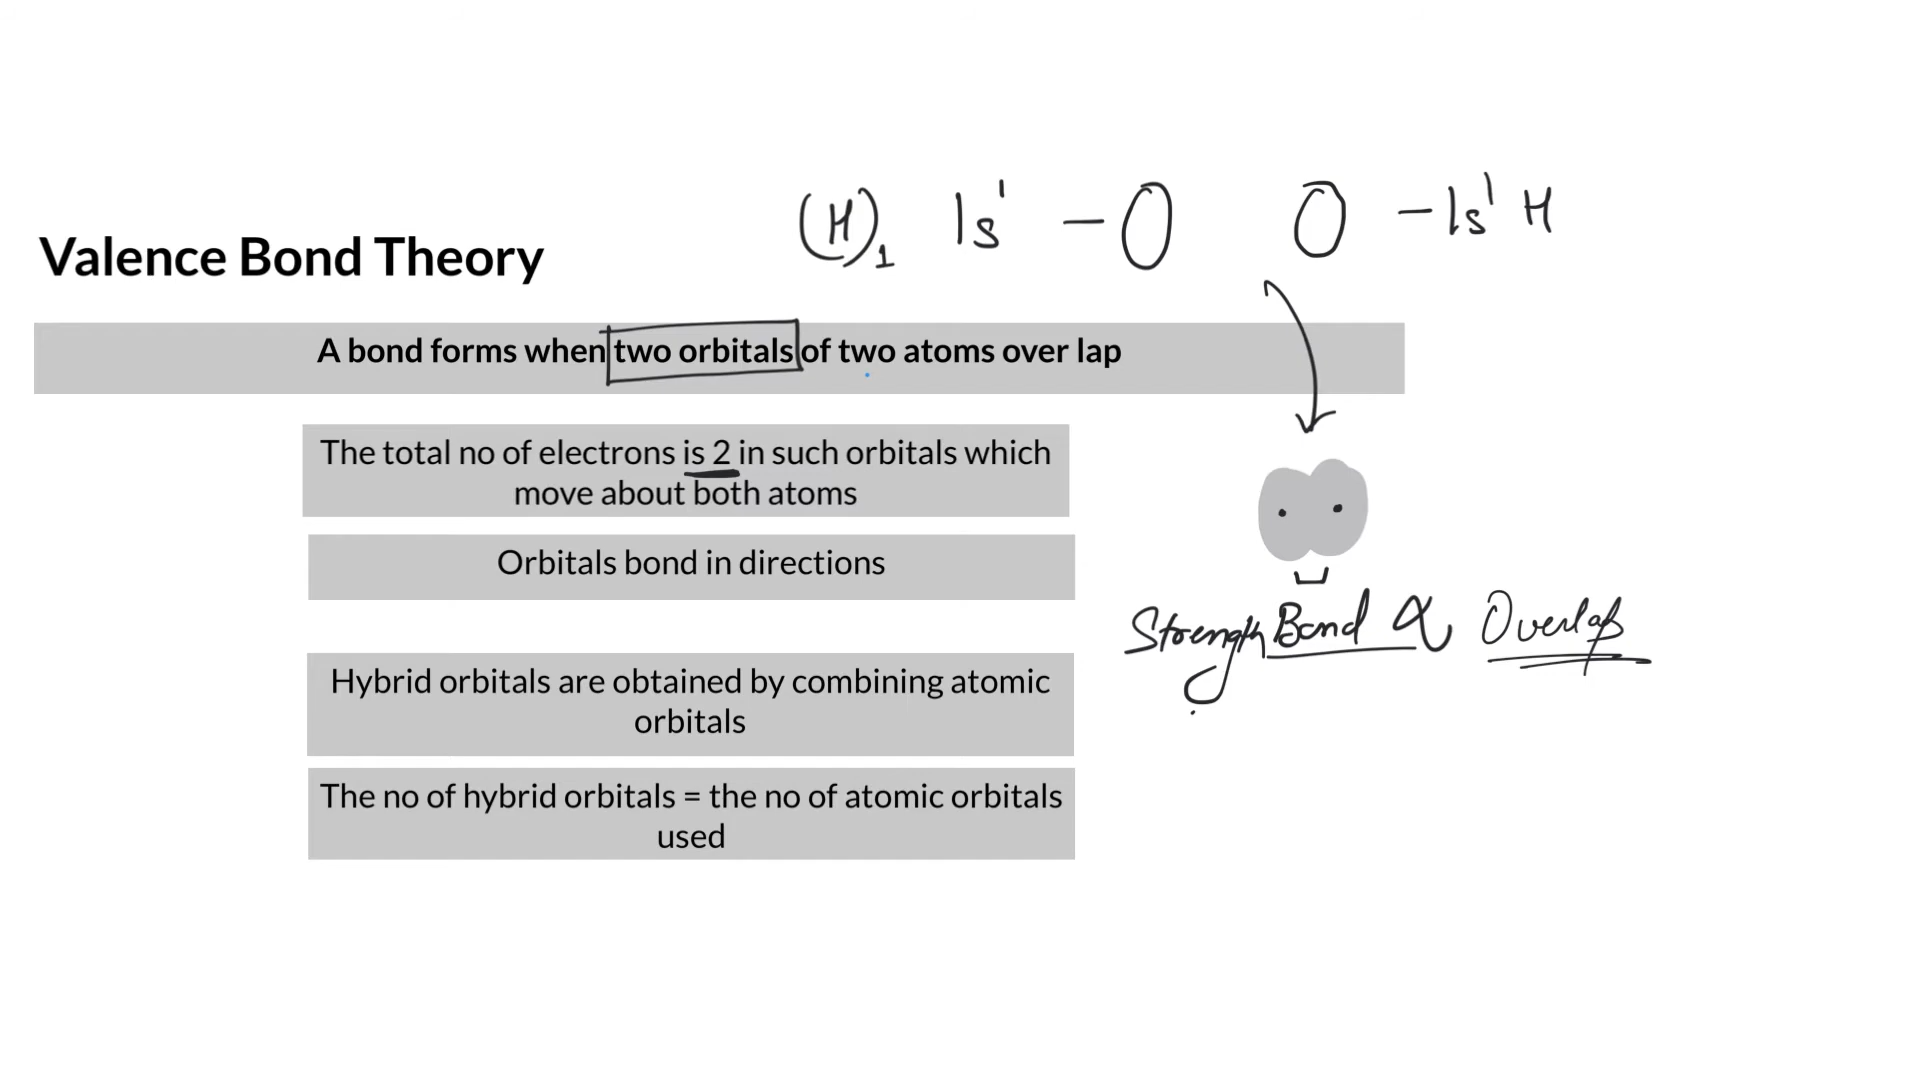 (H)₁ 1s¹ – O O – 1s¹ H
Valence Bond Theory
A bond forms when two orbitals of two atoms over lap
The total no of electrons is 2 in such orbitals which
move about both atoms
Orbitals bond in directions
Strength Bond ∝ Overlap
Hybrid orbitals are obtained by combining atomic
orbitals
The no of hybrid orbitals = the no of atomic orbitals
used